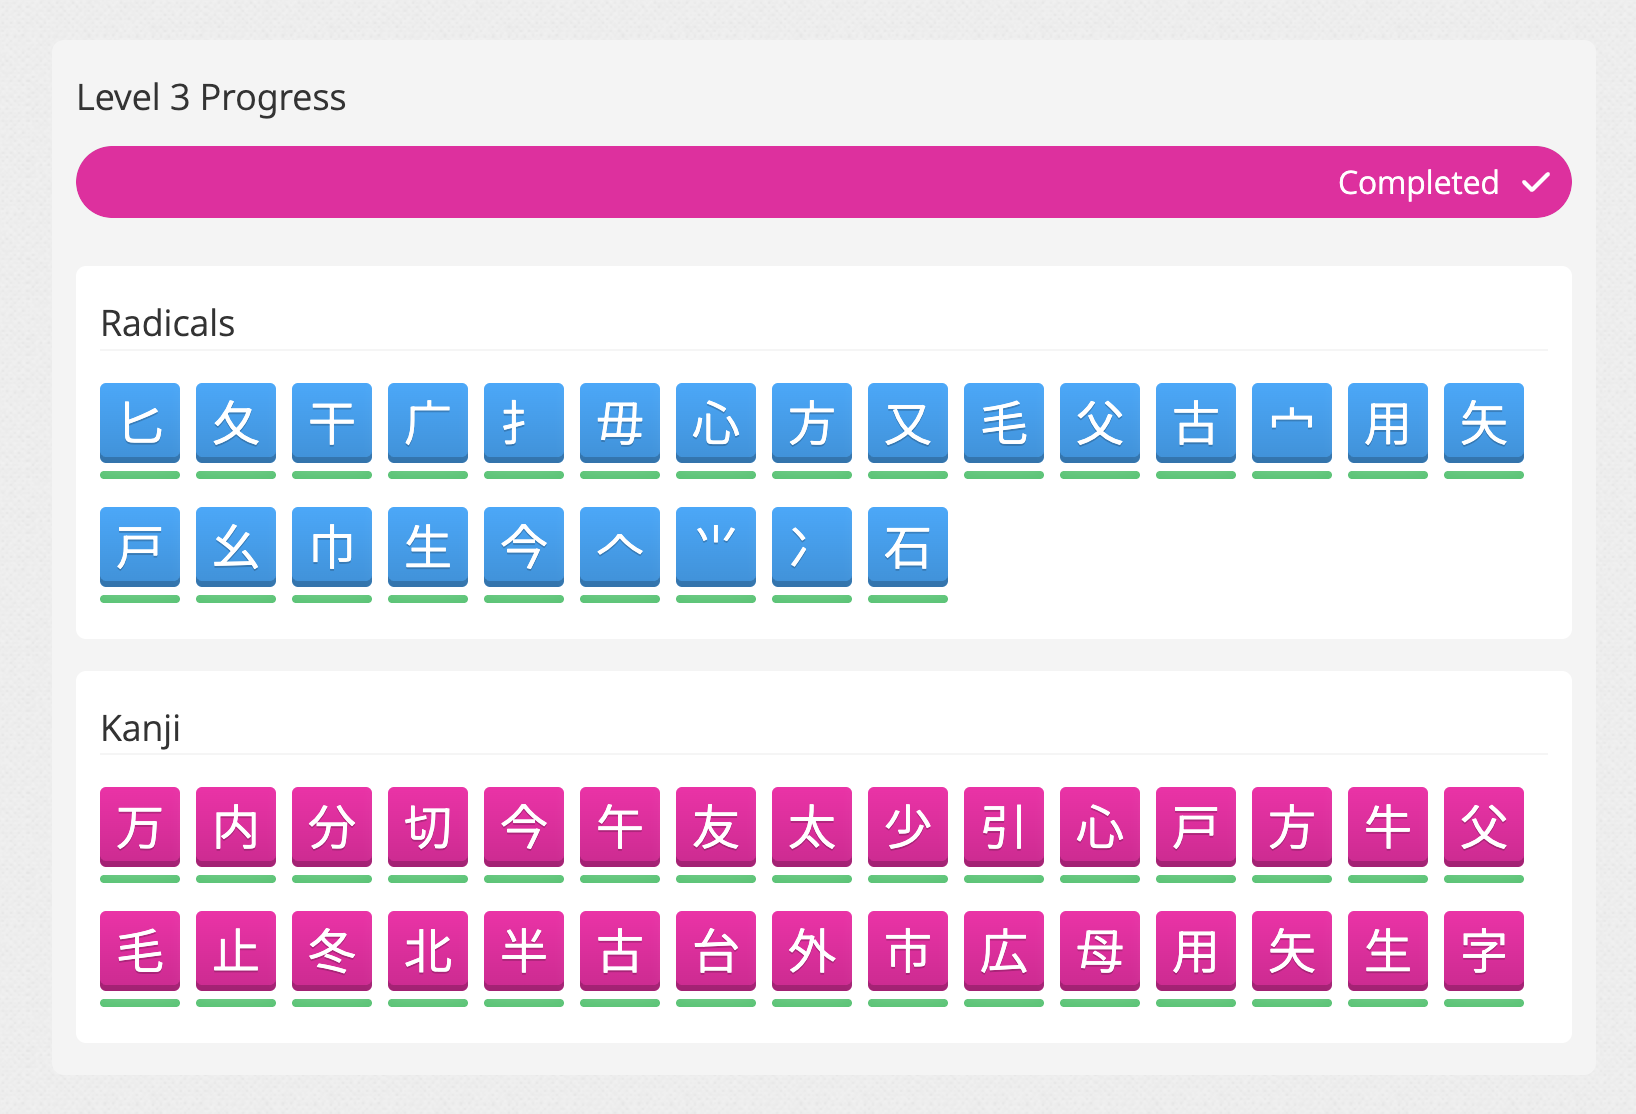 Level 3 Progress
Completed
Radicals
匕 夂 干 广 扌 毋 心 方 又 毛 父 古 宀 用 矢
戸 幺 巾 生 今 𠆢 ⺌ 冫 石
Kanji
万 内 分 切 今 午 友 太 少 引 心 戸 方 牛 父
毛 止 冬 北 半 古 台 外 市 広 母 用 矢 生 字